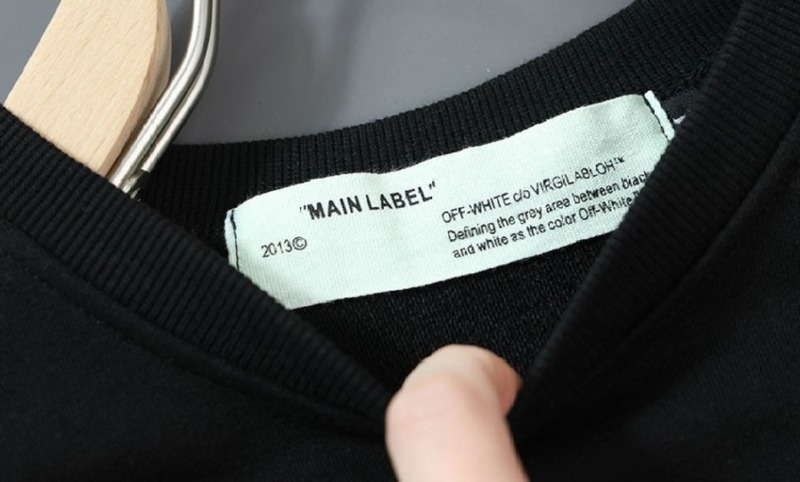 "MAIN LABEL"
2013©
OFF-WHITE c/o VIRGIL ABLOH™
Defining the grey area between black
and white as the color Off-White™